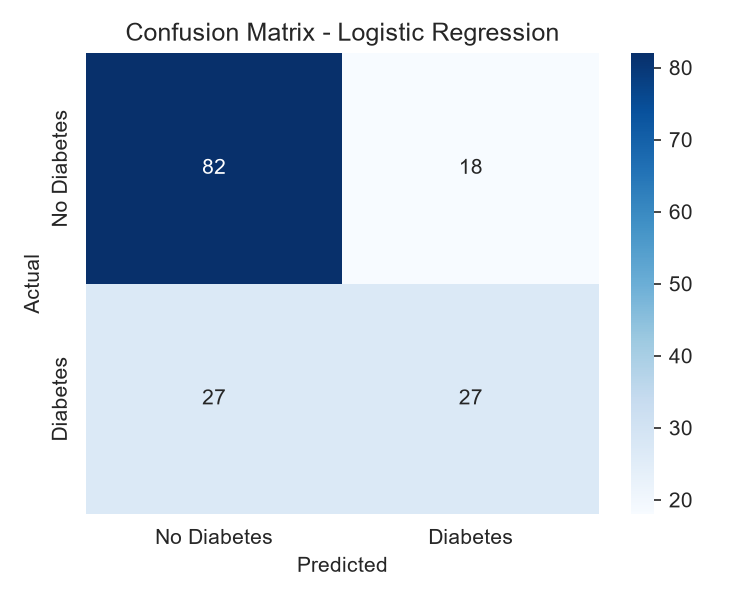 Confusion Matrix - Logistic Regression
No Diabetes
Diabetes
Actual
82
18
27
27
No Diabetes
Diabetes
Predicted
80
70
60
50
40
30
20